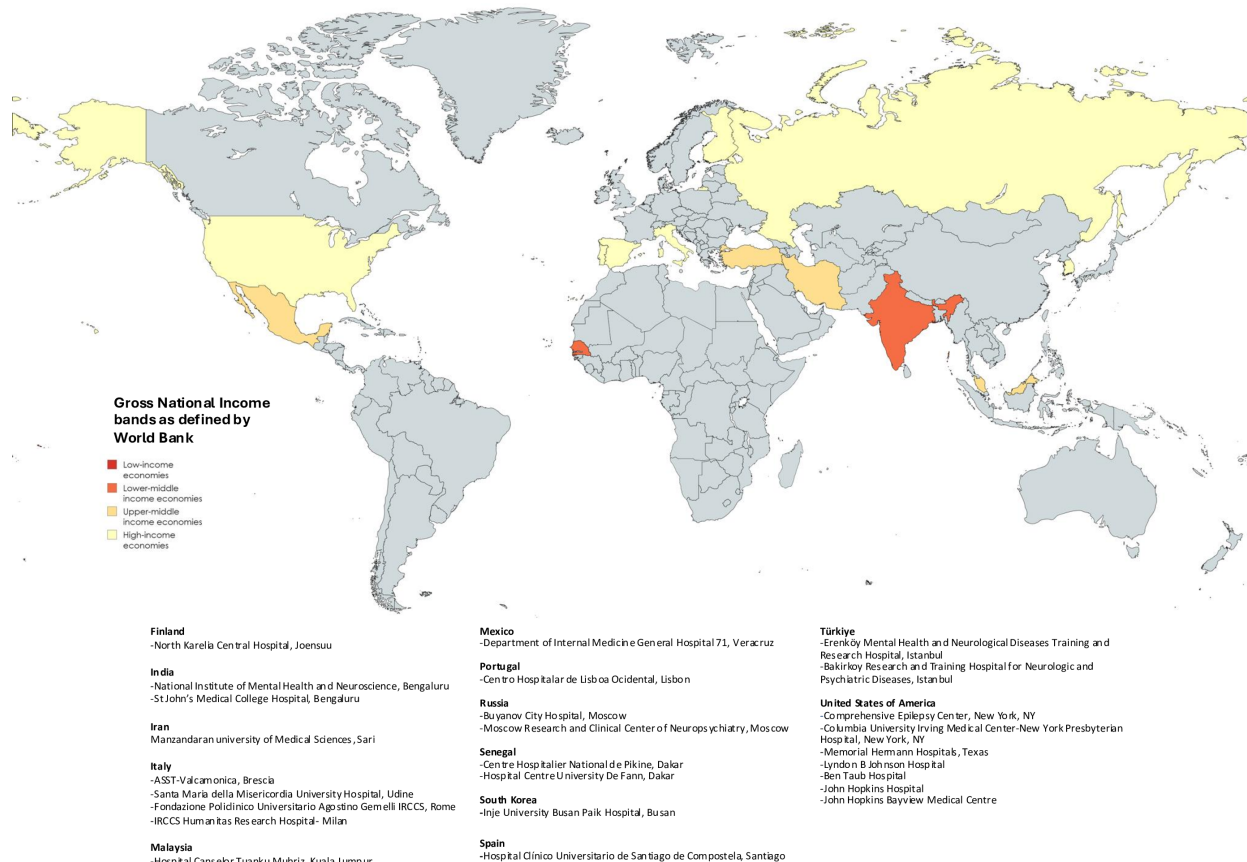 Gross National Income
bands as defined by
World Bank
Low-income
economies
Lower-middle
income economies
Upper-middle
income economies
High-income
economies
Finland
-North Karelia Central Hospital, Joensuu
India
-National Institute of Mental Health and Neuroscience, Bengaluru
-St John's Medical College Hospital, Bengaluru
Iran
Manzandaran university of Medical Sciences, Sari
Italy
-ASST-Valcamonica, Brescia
-Santa Maria della Misericordia University Hospital, Udine
-Fondazione Policlinico Universitario Agostino Gemelli IRCCS, Rome
-IRCCS Humanitas Research Hospital- Milan
Malaysia
-Hospital Canselor Tuanku Muhriz, Kuala Lumpur
Mexico
-Department of Internal Medicine General Hospital 71, Veracruz
Portugal
-Centro Hospitalar de Lisboa Ocidental, Lisbon
Russia
-Buyanov City Hospital, Moscow
-Moscow Research and Clinical Center of Neuropsychiatry, Moscow
Senegal
-Centre Hospitalier National de Pikine, Dakar
-Hospital Centre University De Fann, Dakar
South Korea
-Inje University Busan Paik Hospital, Busan
Spain
-Hospital Clínico Universitario de Santiago de Compostela, Santiago
Türkiye
-Erenköy Mental Health and Neurological Diseases Training and
Research Hospital, Istanbul
-Bakirkoy Research and Training Hospital for Neurologic and
Psychiatric Diseases, Istanbul
United States of America
-Comprehensive Epilepsy Center, New York, NY
-Columbia University Irving Medical Center-New York Presbyterian
Hospital, New York, NY
-Memorial Hermann Hospitals, Texas
-Lyndon B Johnson Hospital
-Ben Taub Hospital
-John Hopkins Hospital
-John Hopkins Bayview Medical Centre